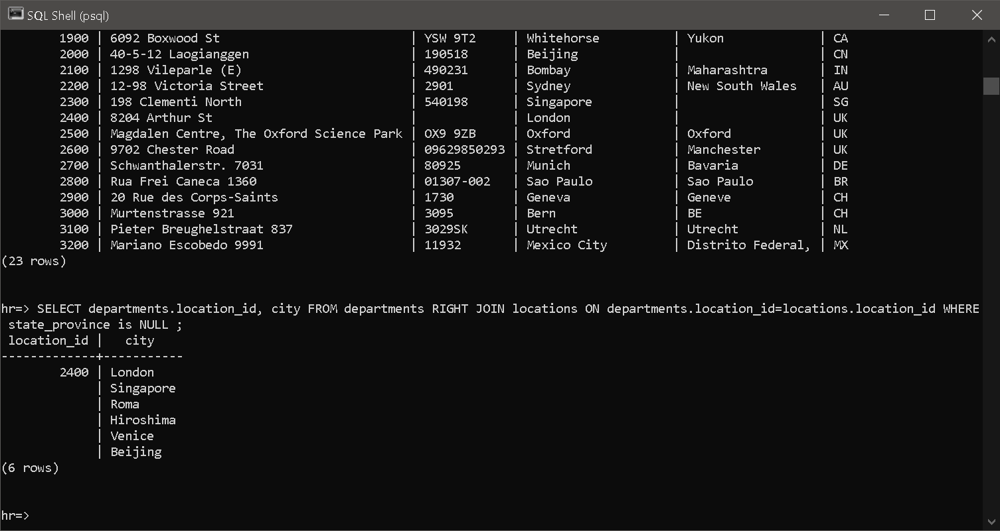 SQL Shell (psql)
1900 | 6092 Boxwood St | YSW 9T2 | Whitehorse | Yukon | CA
2000 | 40-5-12 Laogianggen | 190518 | Beijing | | CN
2100 | 1298 Vileparle (E) | 490231 | Bombay | Maharashtra | IN
2200 | 12-98 Victoria Street | 2901 | Sydney | New South Wales | AU
2300 | 198 Clementi North | 540198 | Singapore | | SG
2400 | 8204 Arthur St | | London | | UK
2500 | Magdalen Centre, The Oxford Science Park | OX9 9ZB | Oxford | Oxford | UK
2600 | 9702 Chester Road | 09629850293 | Stretford | Manchester | UK
2700 | Schwanthalerstr. 7031 | 80925 | Munich | Bavaria | DE
2800 | Rua Frei Caneca 1360 | 01307-002 | Sao Paulo | Sao Paulo | BR
2900 | 20 Rue des Corps-Saints | 1730 | Geneva | Geneve | CH
3000 | Murtenstrasse 921 | 3095 | Bern | BE | CH
3100 | Pieter Breughelstraat 837 | 3029SK | Utrecht | Utrecht | NL
3200 | Mariano Escobedo 9991 | 11932 | Mexico City | Distrito Federal, | MX
(23 rows)
hr=> SELECT departments.location_id, city FROM departments RIGHT JOIN locations ON departments.location_id=locations.location_id WHERE
state_province is NULL ;
location_id | city
-------------+-----------
2400 | London
| Singapore
| Roma
| Hiroshima
| Venice
| Beijing
(6 rows)
hr=>